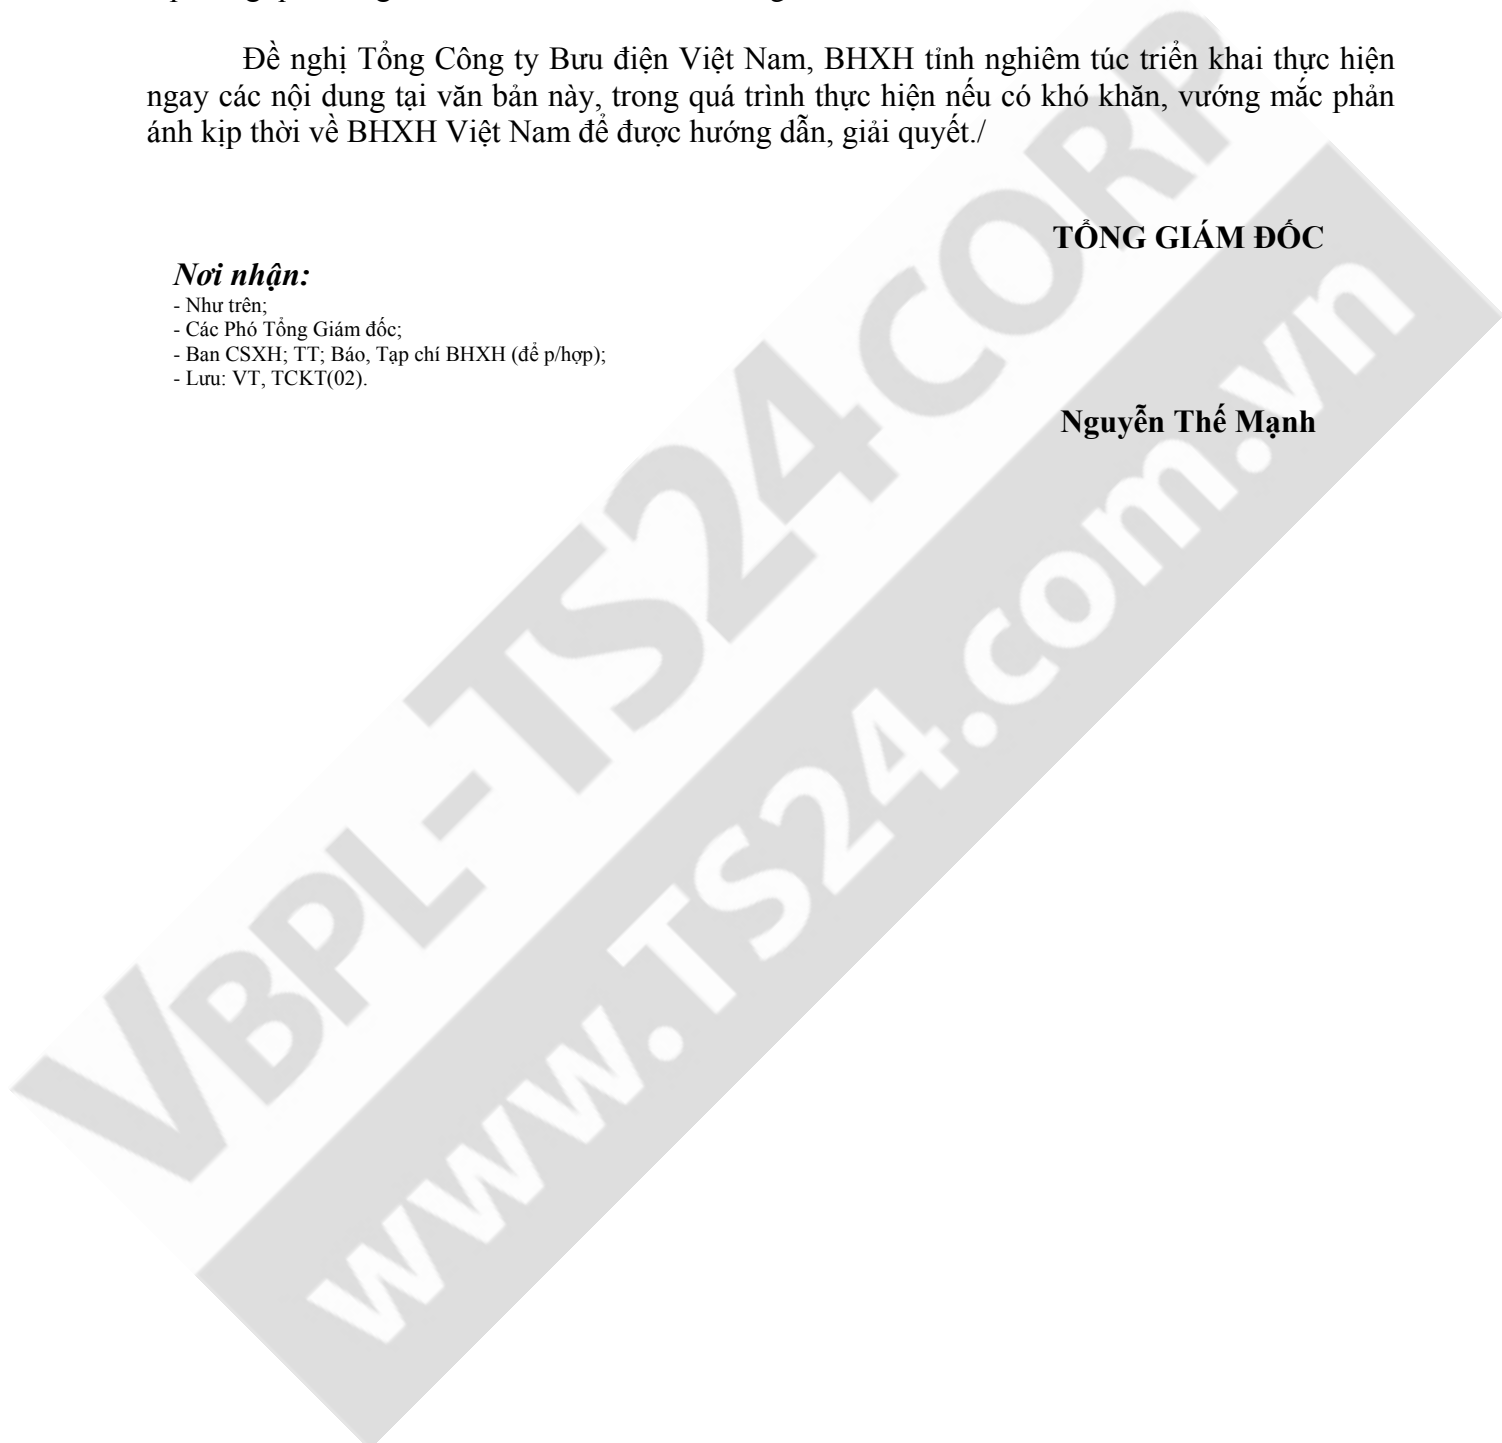 Đề nghị Tổng Công ty Bưu điện Việt Nam, BHXH tỉnh nghiêm túc triển khai thực hiện
ngay các nội dung tại văn bản này, trong quá trình thực hiện nếu có khó khăn, vướng mắc phản
ánh kịp thời về BHXH Việt Nam để được hướng dẫn, giải quyết./
TỔNG GIÁM ĐỐC
Nơi nhận:
- Như trên;
- Các Phó Tổng Giám đốc;
- Ban CSXH; TT; Báo, Tạp chí BHXH (để p/hợp);
- Lưu: VT, TCKT(02).
Nguyễn Thế Mạnh
VBPL-TS24CORP
www.TS24.com.vn